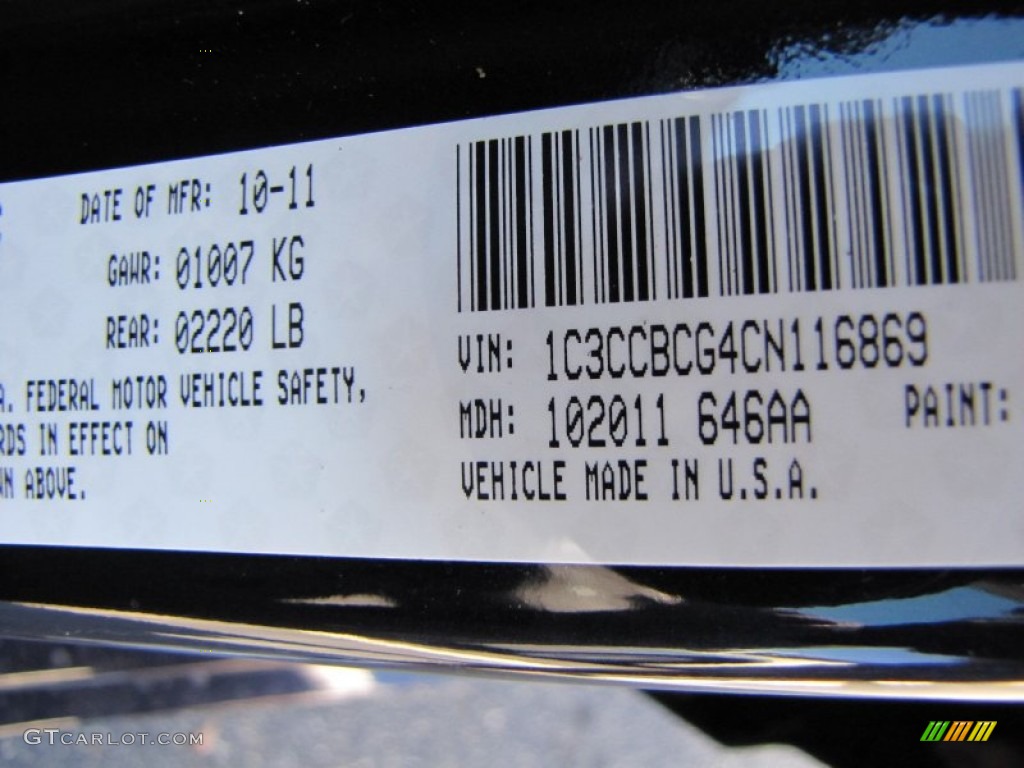 DATE OF MFR: 10-11
GAWR: 01007 KG
REAR: 02220 LB
A. FEDERAL MOTOR VEHICLE SAFETY,
RDS IN EFFECT ON
WN ABOVE.
VIN: 1C3CCBCG4CN116869
MDH: 102011 646AA PAINT:
VEHICLE MADE IN U.S.A.
GTCARLOT.COM